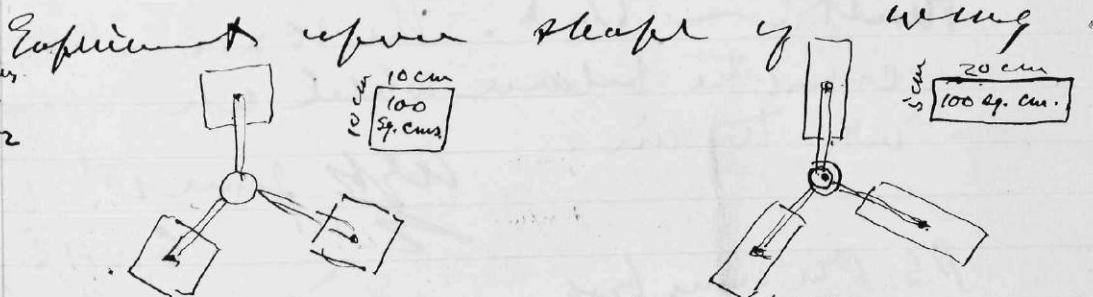 Experiment upon shape of wing
10 cm
10 cm
100
Sq. cms.
20 cm
5 cm
100 sq. cm.
2